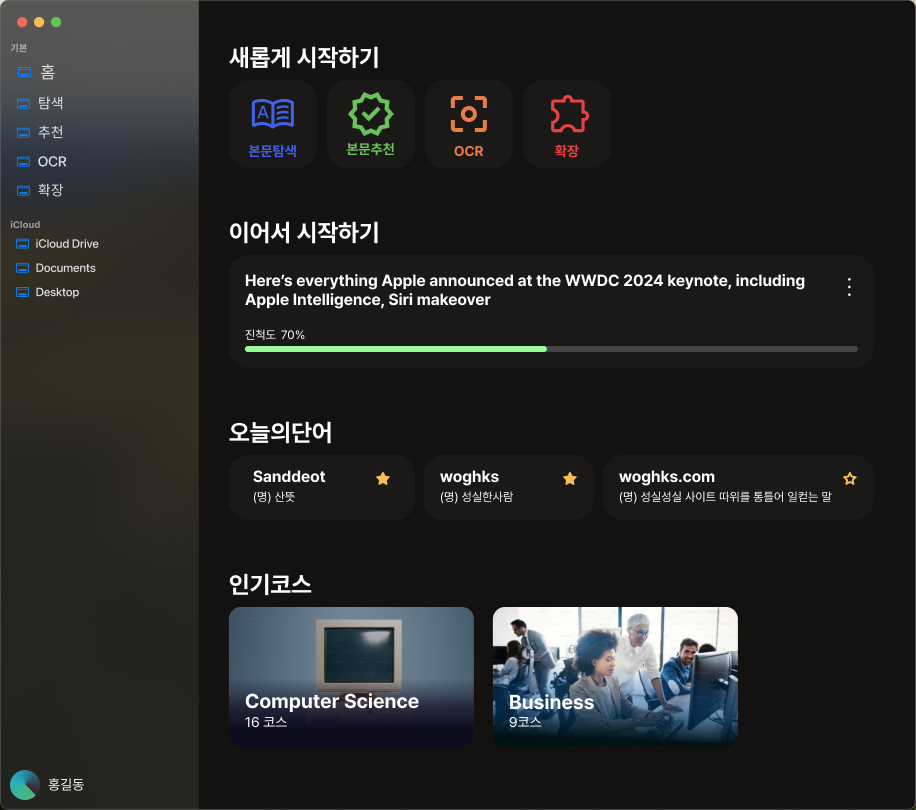 기본
홈
탐색
추천
OCR
확장
iCloud
iCloud Drive
Documents
Desktop
홍길동
새롭게 시작하기
A
본문탐색
본문추천
OCR
확장
이어서 시작하기
Here’s everything Apple announced at the WWDC 2024 keynote, including
Apple Intelligence, Siri makeover
진척도 70%
오늘의단어
Sanddeot
(명) 산뜻
woghks
(명) 성실한사람
woghks.com
(명) 성실성실 사이트 따위를 통틀어 일컫는 말
인기코스
Computer Science
16 코스
Business
9코스